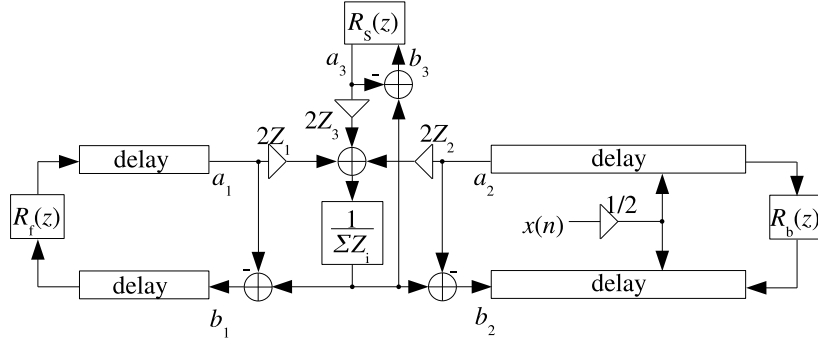 R_S(z)
a_3
b_3
-
2Z_3
2Z_1
2Z_2
delay
delay
a_1
a_2
R_f(z)
1/2
x(n)
R_b(z)
1
ΣZ_i
delay
-
-
delay
b_1
b_2